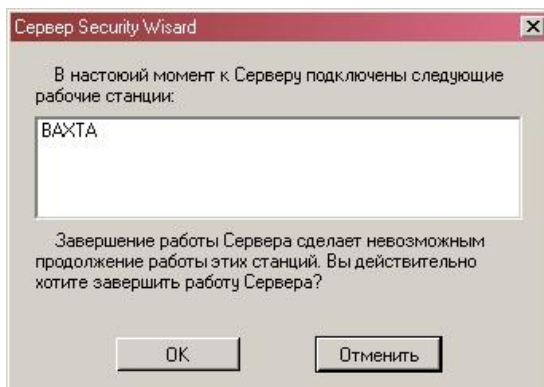 Сервер Security Wisard
В настоюий момент к Серверу подключены следующие
рабочие станции:
ВАХТА
Завершение работы Сервера сделает невозможным
продолжение работы этих станций. Вы действительно
хотите завершить работу Сервера?
OK
Отменить